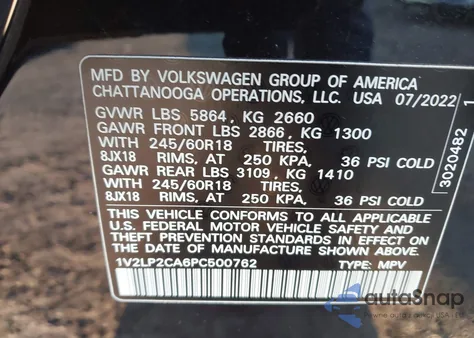 MFD BY VOLKSWAGEN GROUP OF AMERICA
CHATTANOOGA OPERATIONS, LLC. USA 07/2022
GVWR LBS 5864, KG 2660
GAWR FRONT LBS 2866, KG 1300
WITH 245/60R18 TIRES,
8JX18 RIMS, AT 250 KPA, 36 PSI COLD
GAWR REAR LBS 3109, KG 1410
WITH 245/60R18 TIRES,
8JX18 RIMS, AT 250 KPA, 36 PSI COLD
THIS VEHICLE CONFORMS TO ALL APPLICABLE
U.S. FEDERAL MOTOR VEHICLE SAFETY AND
THEFT PREVENTION STANDARDS IN EFFECT ON
THE DATE OF MANUFACTURE SHOWN ABOVE.
1V2LP2CA6PC500762 TYPE: MPV
3020482 1
autoSnap